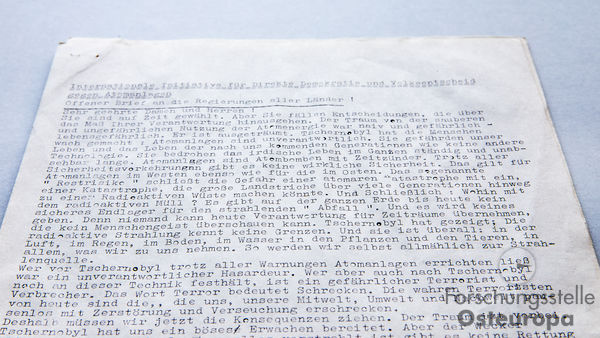 Internationale Initiative für Direkte Demokratie und Volksentscheid
gegen Atomanlagen
Offener Brief an die Regierungen aller Länder !
Sehr geehrte Damen und Herren !
Sie sind auf Zeit gewählt. Aber Sie fällen Entscheidungen, die über
das Maß Ihrer Verantwortung hinausgehen. Der Traum von der sauberen
und ungefährlichen Nutzung der Atomenergie war naiv und gefährlich –
lebensgefährlich. Er ist ausgeträumt. Tschernobyl hat die Menschen
wach gemacht. Atomanlagen sind unverantwortlich. Sie gefährden unser
Leben und das Leben der nach uns kommenden Generationen wie keine andere
Technologie. Sie bedrohen das irdische Leben im Ganzen ständig und unab-
sehbar lange. Atomanlagen sind Atombomben mit Zeitzünder. Trotz aller
Sicherheitsvorkehrungen gibt es keine wirkliche Sicherheit. Das gilt für
Atomanlagen im Westen ebenso wie für die im Osten. Das sogenannte
" Restrisiko " schliesst die Gefahr einer atomaren Katastrophe mit ein,
einer Katastrophe, die große Landstriche über viele Generationen hinweg
zu einer radioaktiven Wüste machen könnte. Und Schließlich : Wohin mit
dem radioaktiven Müll ? Es gibt auf der ganzen Erde bis heute kein
sicheres Endlager für den strahlenden " Abfall ". Und es wird keines
geben. Denn niemand kann heute Verantwortung für Zeiträume übernehmen,
die kein Menschengeist überschauen kann. Tschernobyl hat gezeigt: Die
radioaktive Strahlung kennt keine Grenzen. Und sie ist überall: in der
Luft, im Regen, im Boden, im Wasser in den Pflanzen und den Tieren, in
allem, was wir zu uns nehmen. So werden wir selbst allmählich zur Strah-
lenquelle.
Wer vor Tschernobyl trotz aller Warnungen Atomanlagen errichten ließ
war ein unverantwortlicher Hasardeur. Wer aber auch nach Tschernobyl
noch an dieser Technik festhält, ist ein gefährlicher Terrorist und
Verbrecher. Das Wort Terror bedeutet Schrecken. Die wahren Terroristen
von heute sind die,, die uns, unsere Mitwelt, Umwelt und
senlos mit Zerstörung und Verseuchung erschrecken.
Deshalb müssen wir jetzt die Konsequenzen ziehen. Der
Tschernobyl hat uns ein böses Erwachen bereitet. Aber der Wecker
ist gibt es keine Rettung
Forschungsstelle
Osteuropa